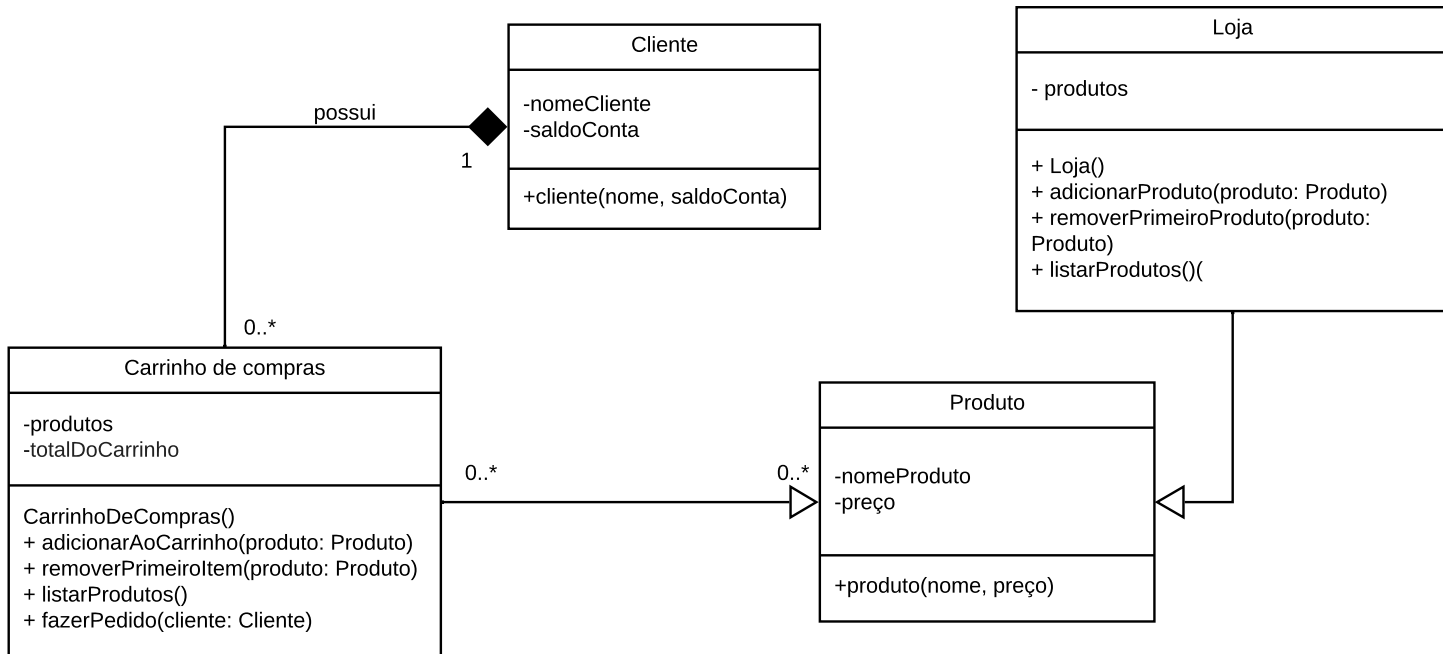 Cliente
-nomeCliente
-saldoConta
+cliente(nome, saldoConta)
Loja
- produtos
+ Loja()
+ adicionarProduto(produto: Produto)
+ removerPrimeiroProduto(produto:
Produto)
+ listarProdutos()(
possui
1
0..*
Carrinho de compras
-produtos
-totalDoCarrinho
CarrinhoDeCompras()
+ adicionarAoCarrinho(produto: Produto)
+ removerPrimeiroItem(produto: Produto)
+ listarProdutos()
+ fazerPedido(cliente: Cliente)
0..*
0..*
Produto
-nomeProduto
-preço
+produto(nome, preço)